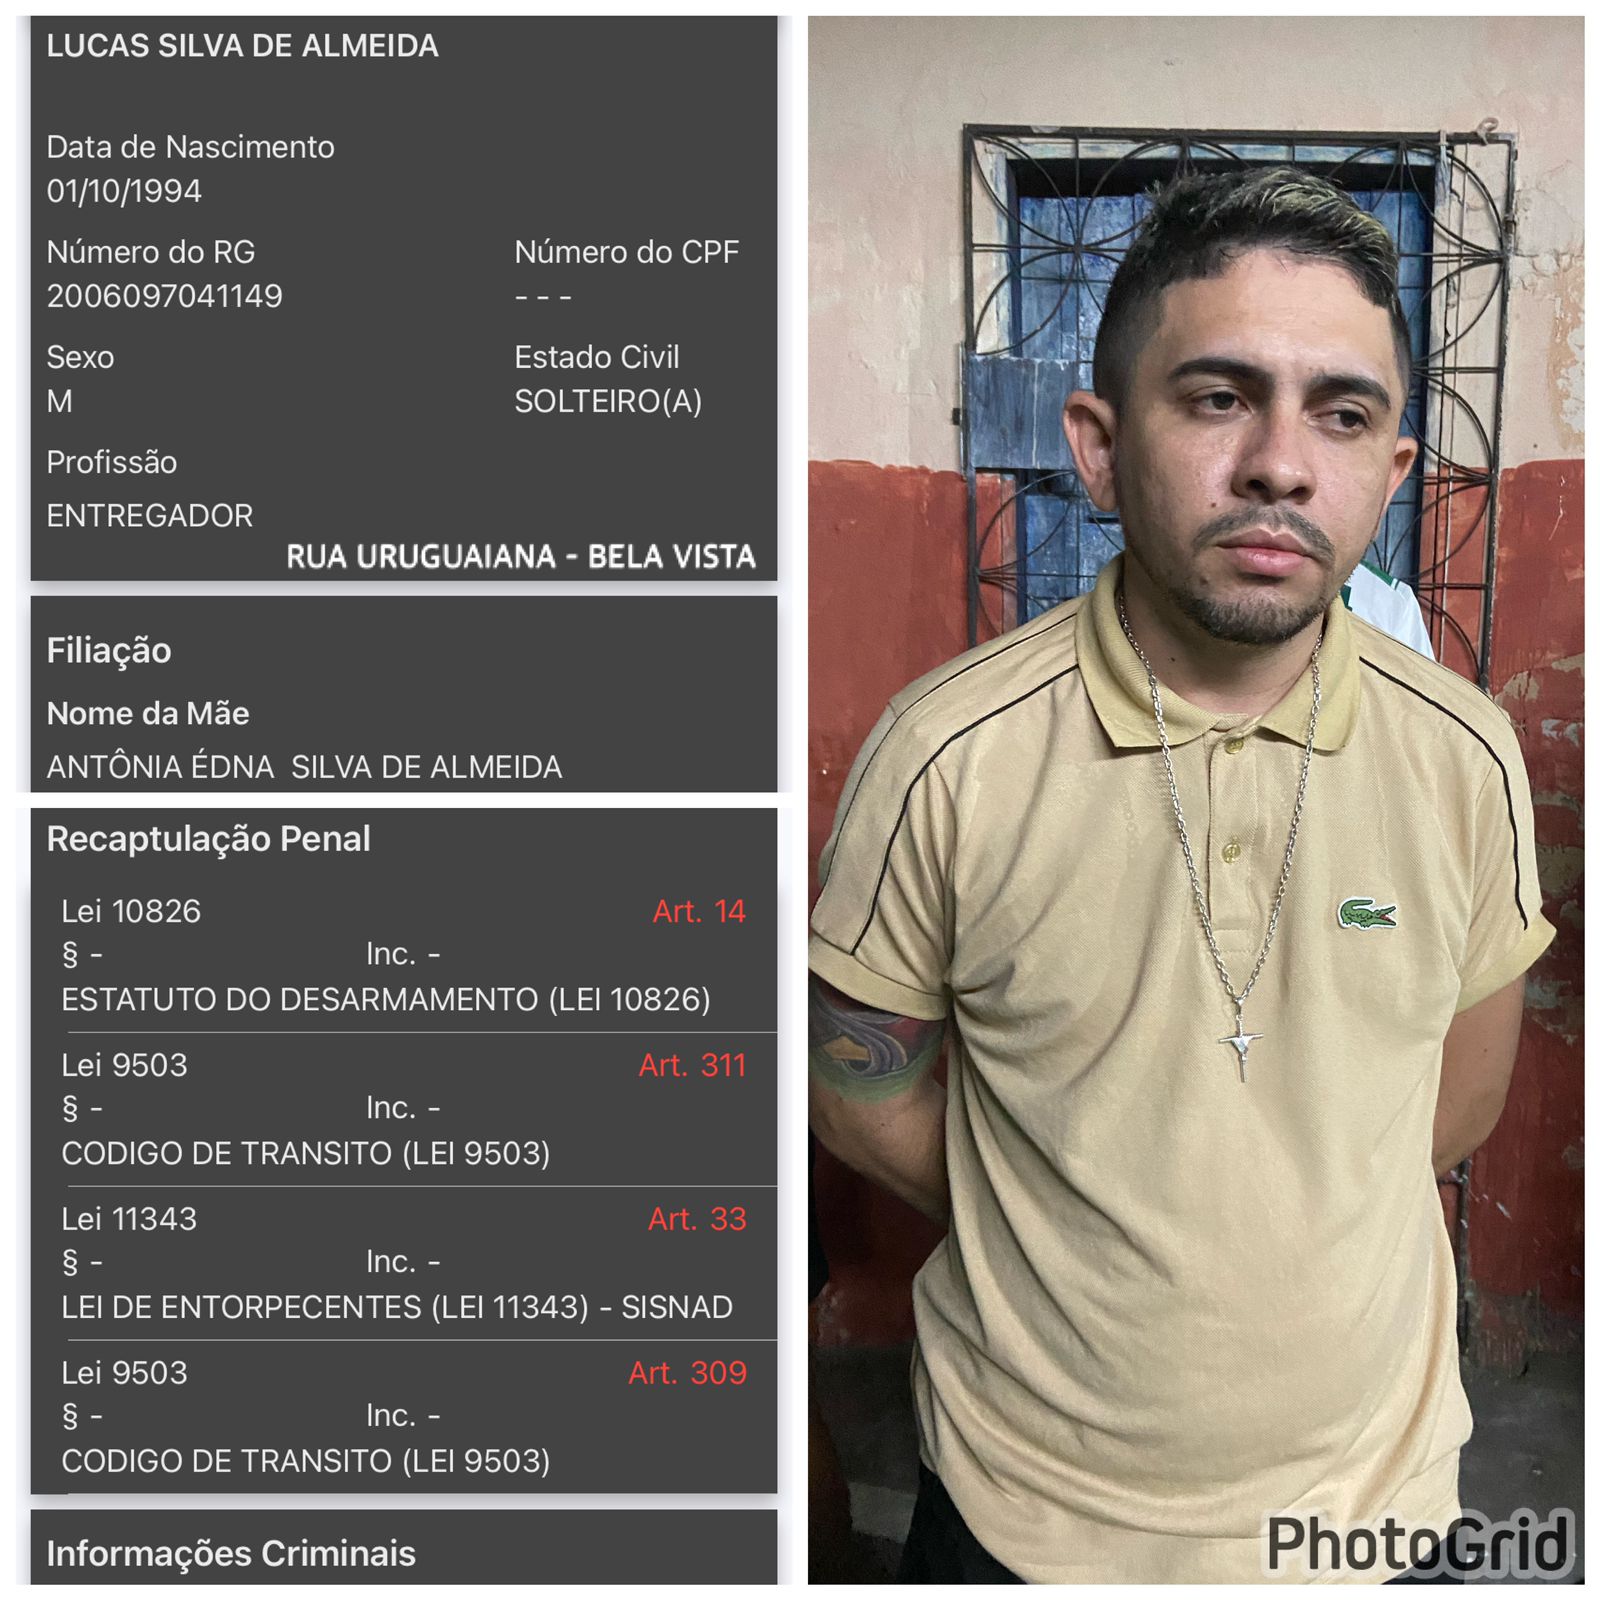 LUCAS SILVA DE ALMEIDA
Data de Nascimento
01/10/1994
Número do RG
Número do CPF
2006097041149
- - -
Sexo
Estado Civil
M
SOLTEIRO(A)
Profissão
ENTREGADOR
RUA URUGUAIANA - BELA VISTA
Filiação
Nome da Mãe
ANTÔNIA ÉDNA  SILVA DE ALMEIDA
Recaptulação Penal
Lei 10826 Art. 14
§ - Inc. -
ESTATUTO DO DESARMAMENTO (LEI 10826)
Lei 9503 Art. 311
§ - Inc. -
CODIGO DE TRANSITO (LEI 9503)
Lei 11343 Art. 33
§ - Inc. -
LEI DE ENTORPECENTES (LEI 11343) - SISNAD
Lei 9503 Art. 309
§ - Inc. -
CODIGO DE TRANSITO (LEI 9503)
Informações Criminais
PhotoGrid